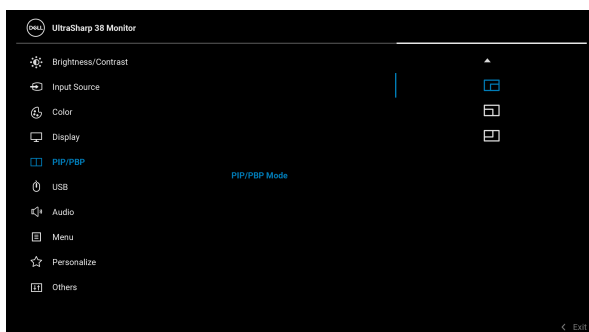 DELL UltraSharp 38 Monitor
Brightness/Contrast
Input Source
Color
Display
PIP/PBP
PIP/PBP Mode
USB
Audio
Menu
Personalize
Others
Exit